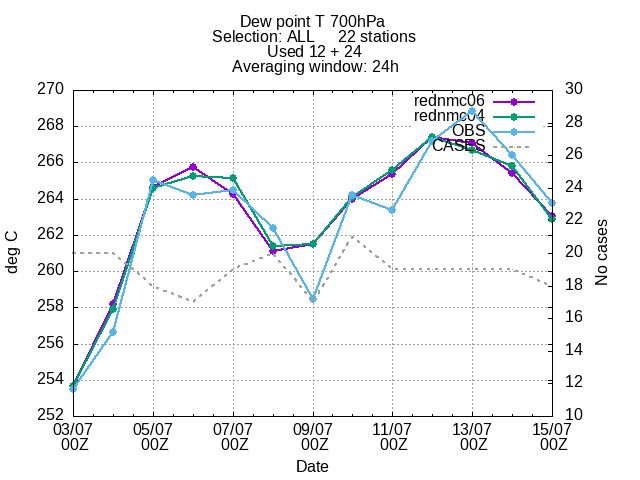 Dew point T 700hPa
Selection: ALL 22 stations
Used 12 + 24
Averaging window: 24h
270
268
266
264
262
260
258
256
254
252
30
28
26
24
22
20
18
16
14
12
10
rednmc06
rednmc04
OBS
CASES
deg C
No cases
03/07 05/07 07/07 09/07 11/07 13/07 15/07
00Z 00Z 00Z 00Z 00Z 00Z 00Z
Date